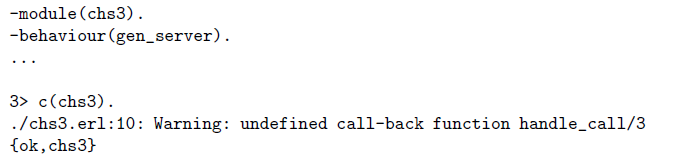 -module(chs3).
-behaviour(gen_server).
...
3> c(chs3).
./chs3.erl:10: Warning: undefined call-back function handle_call/3
{ok,chs3}